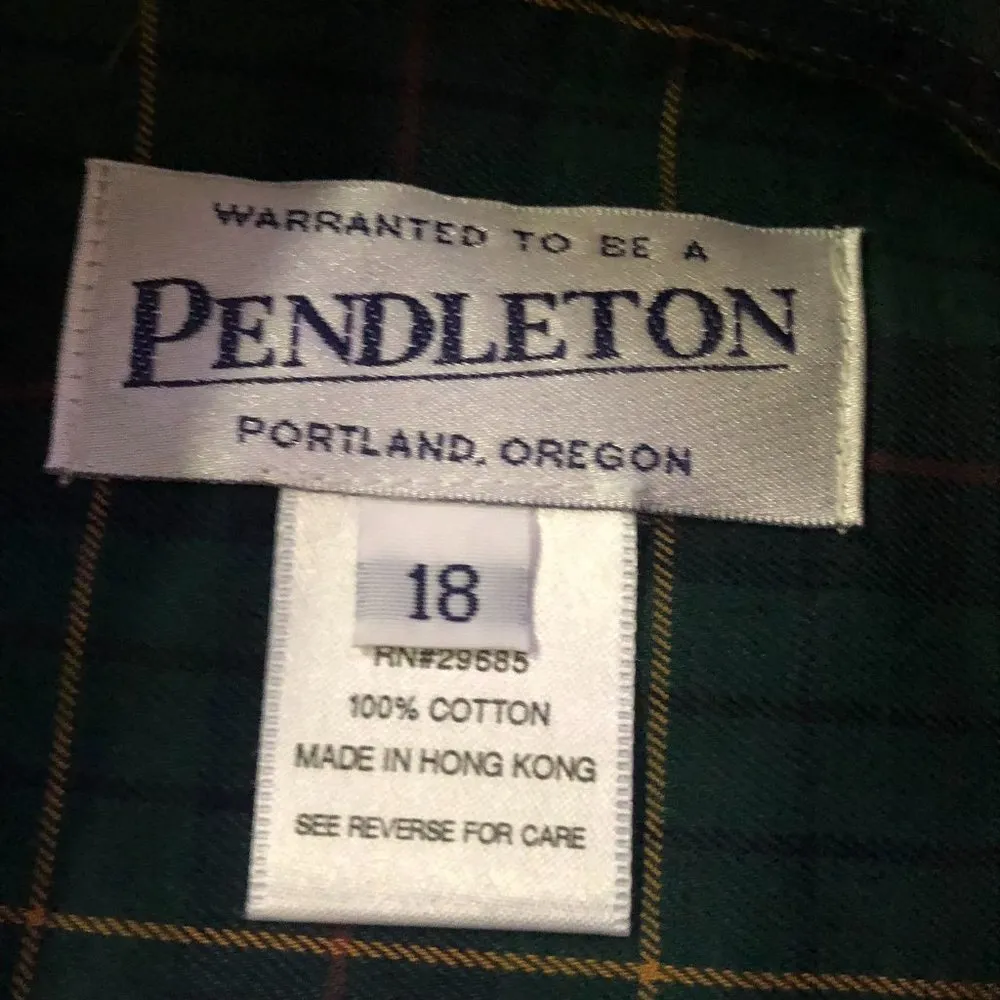 WARRANTED TO BE A
PENDLETON
PORTLAND, OREGON
18
RN#29685
100% COTTON
MADE IN HONG KONG
SEE REVERSE FOR CARE